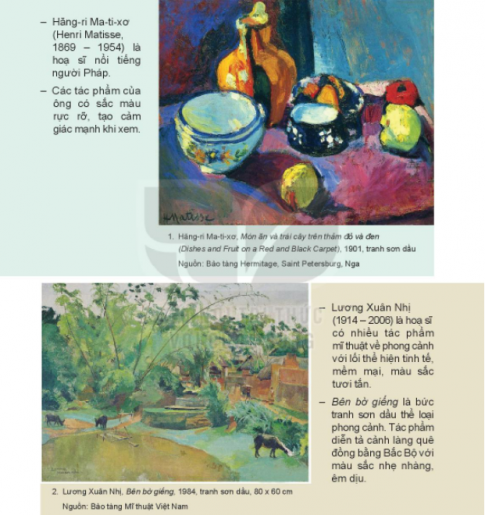 – Hăng-ri Ma-ti-xơ
(Henri Matisse,
1869 – 1954) là
hoạ sĩ nổi tiếng
người Pháp.
– Các tác phẩm của
ông có sắc màu
rực rỡ, tạo cảm
giác mạnh khi xem.
1. Hăng-ri Ma-ti-xơ, Món ăn và trái cây trên thảm đỏ và đen
(Dishes and Fruit on a Red and Black Carpet), 1901, tranh sơn dầu
Nguồn: Bảo tàng Hermitage, Saint Petersburg, Nga
– Lương Xuân Nhị
(1914 – 2006) là hoạ sĩ
có nhiều tác phẩm
mĩ thuật về phong cảnh
với lối thể hiện tinh tế,
mềm mại, màu sắc
tươi tắn.
– Bên bờ giếng là bức
tranh sơn dầu thể loại
phong cảnh. Tác phẩm
diễn tả cảnh làng quê
đồng bằng Bắc Bộ với
màu sắc nhẹ nhàng,
êm dịu.
2. Lương Xuân Nhị, Bên bờ giếng, 1984, tranh sơn dầu, 80 x 60 cm
Nguồn: Bảo tàng Mĩ thuật Việt Nam